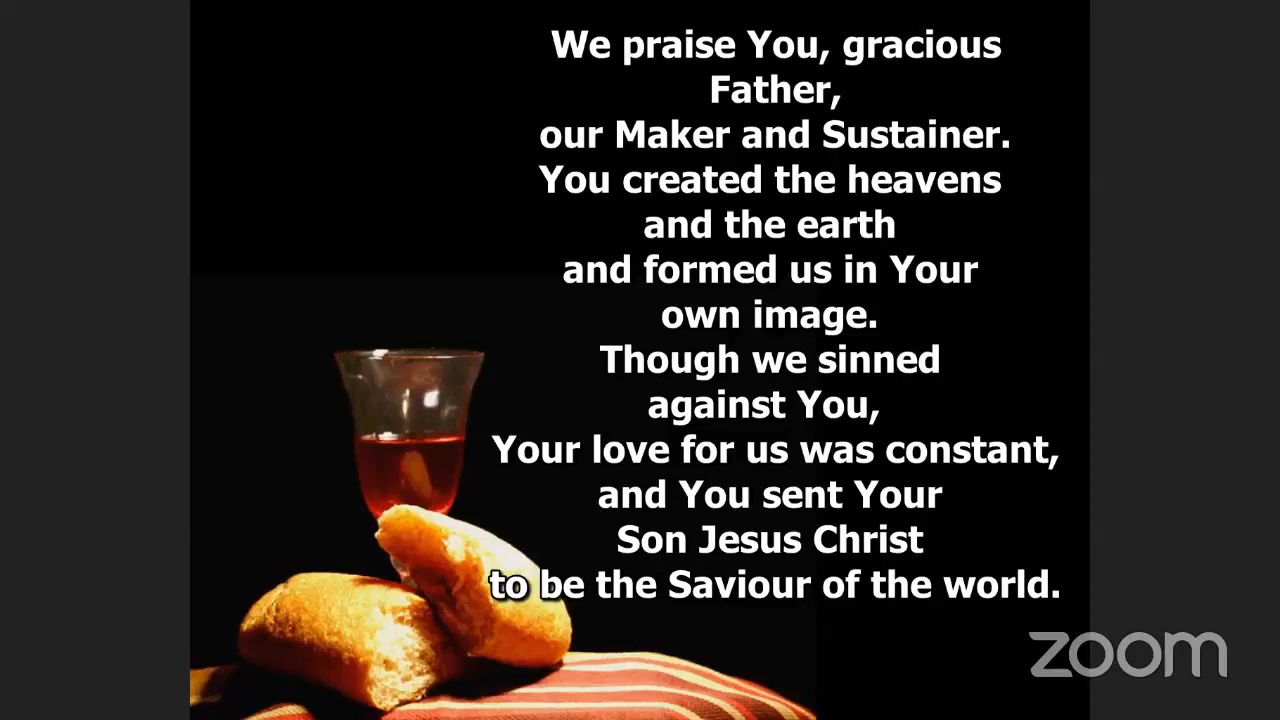 We praise You, gracious
Father,
our Maker and Sustainer.
You created the heavens
and the earth
and formed us in Your
own image.
Though we sinned
against You,
Your love for us was constant,
and You sent Your
Son Jesus Christ
to be the Saviour of the world.
zoom